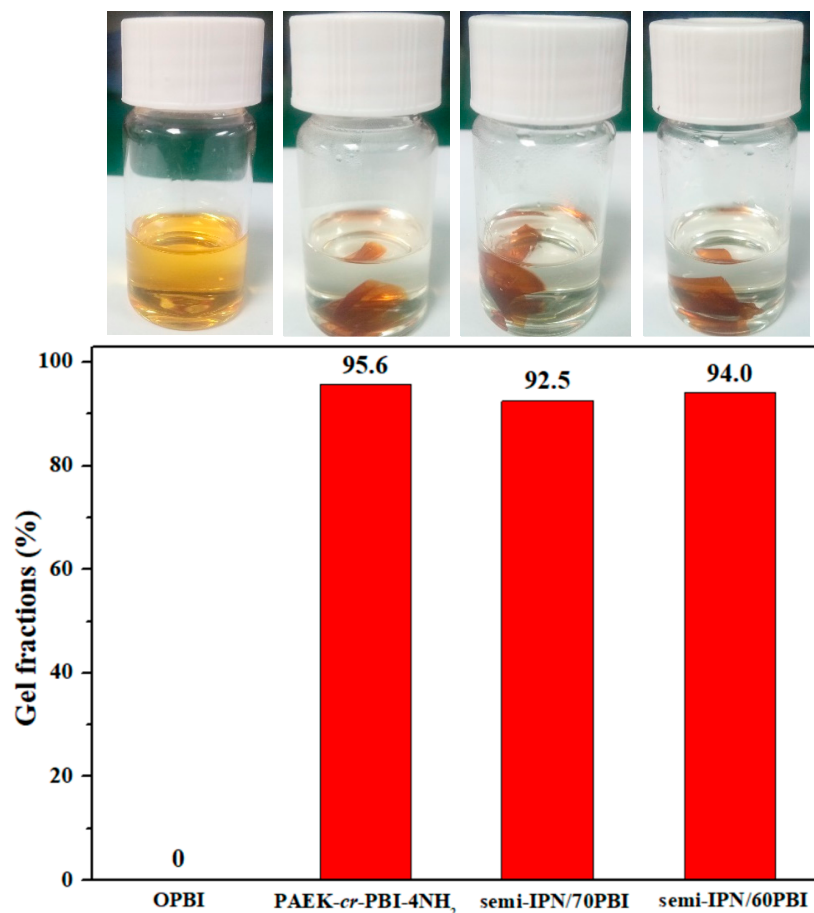 100
80
60
40
20
0
Gel fractions (%)
0
95.6
92.5
94.0
OPBI
PAEK-cr-PBI-4NH₂
semi-IPN/70PBI
semi-IPN/60PBI